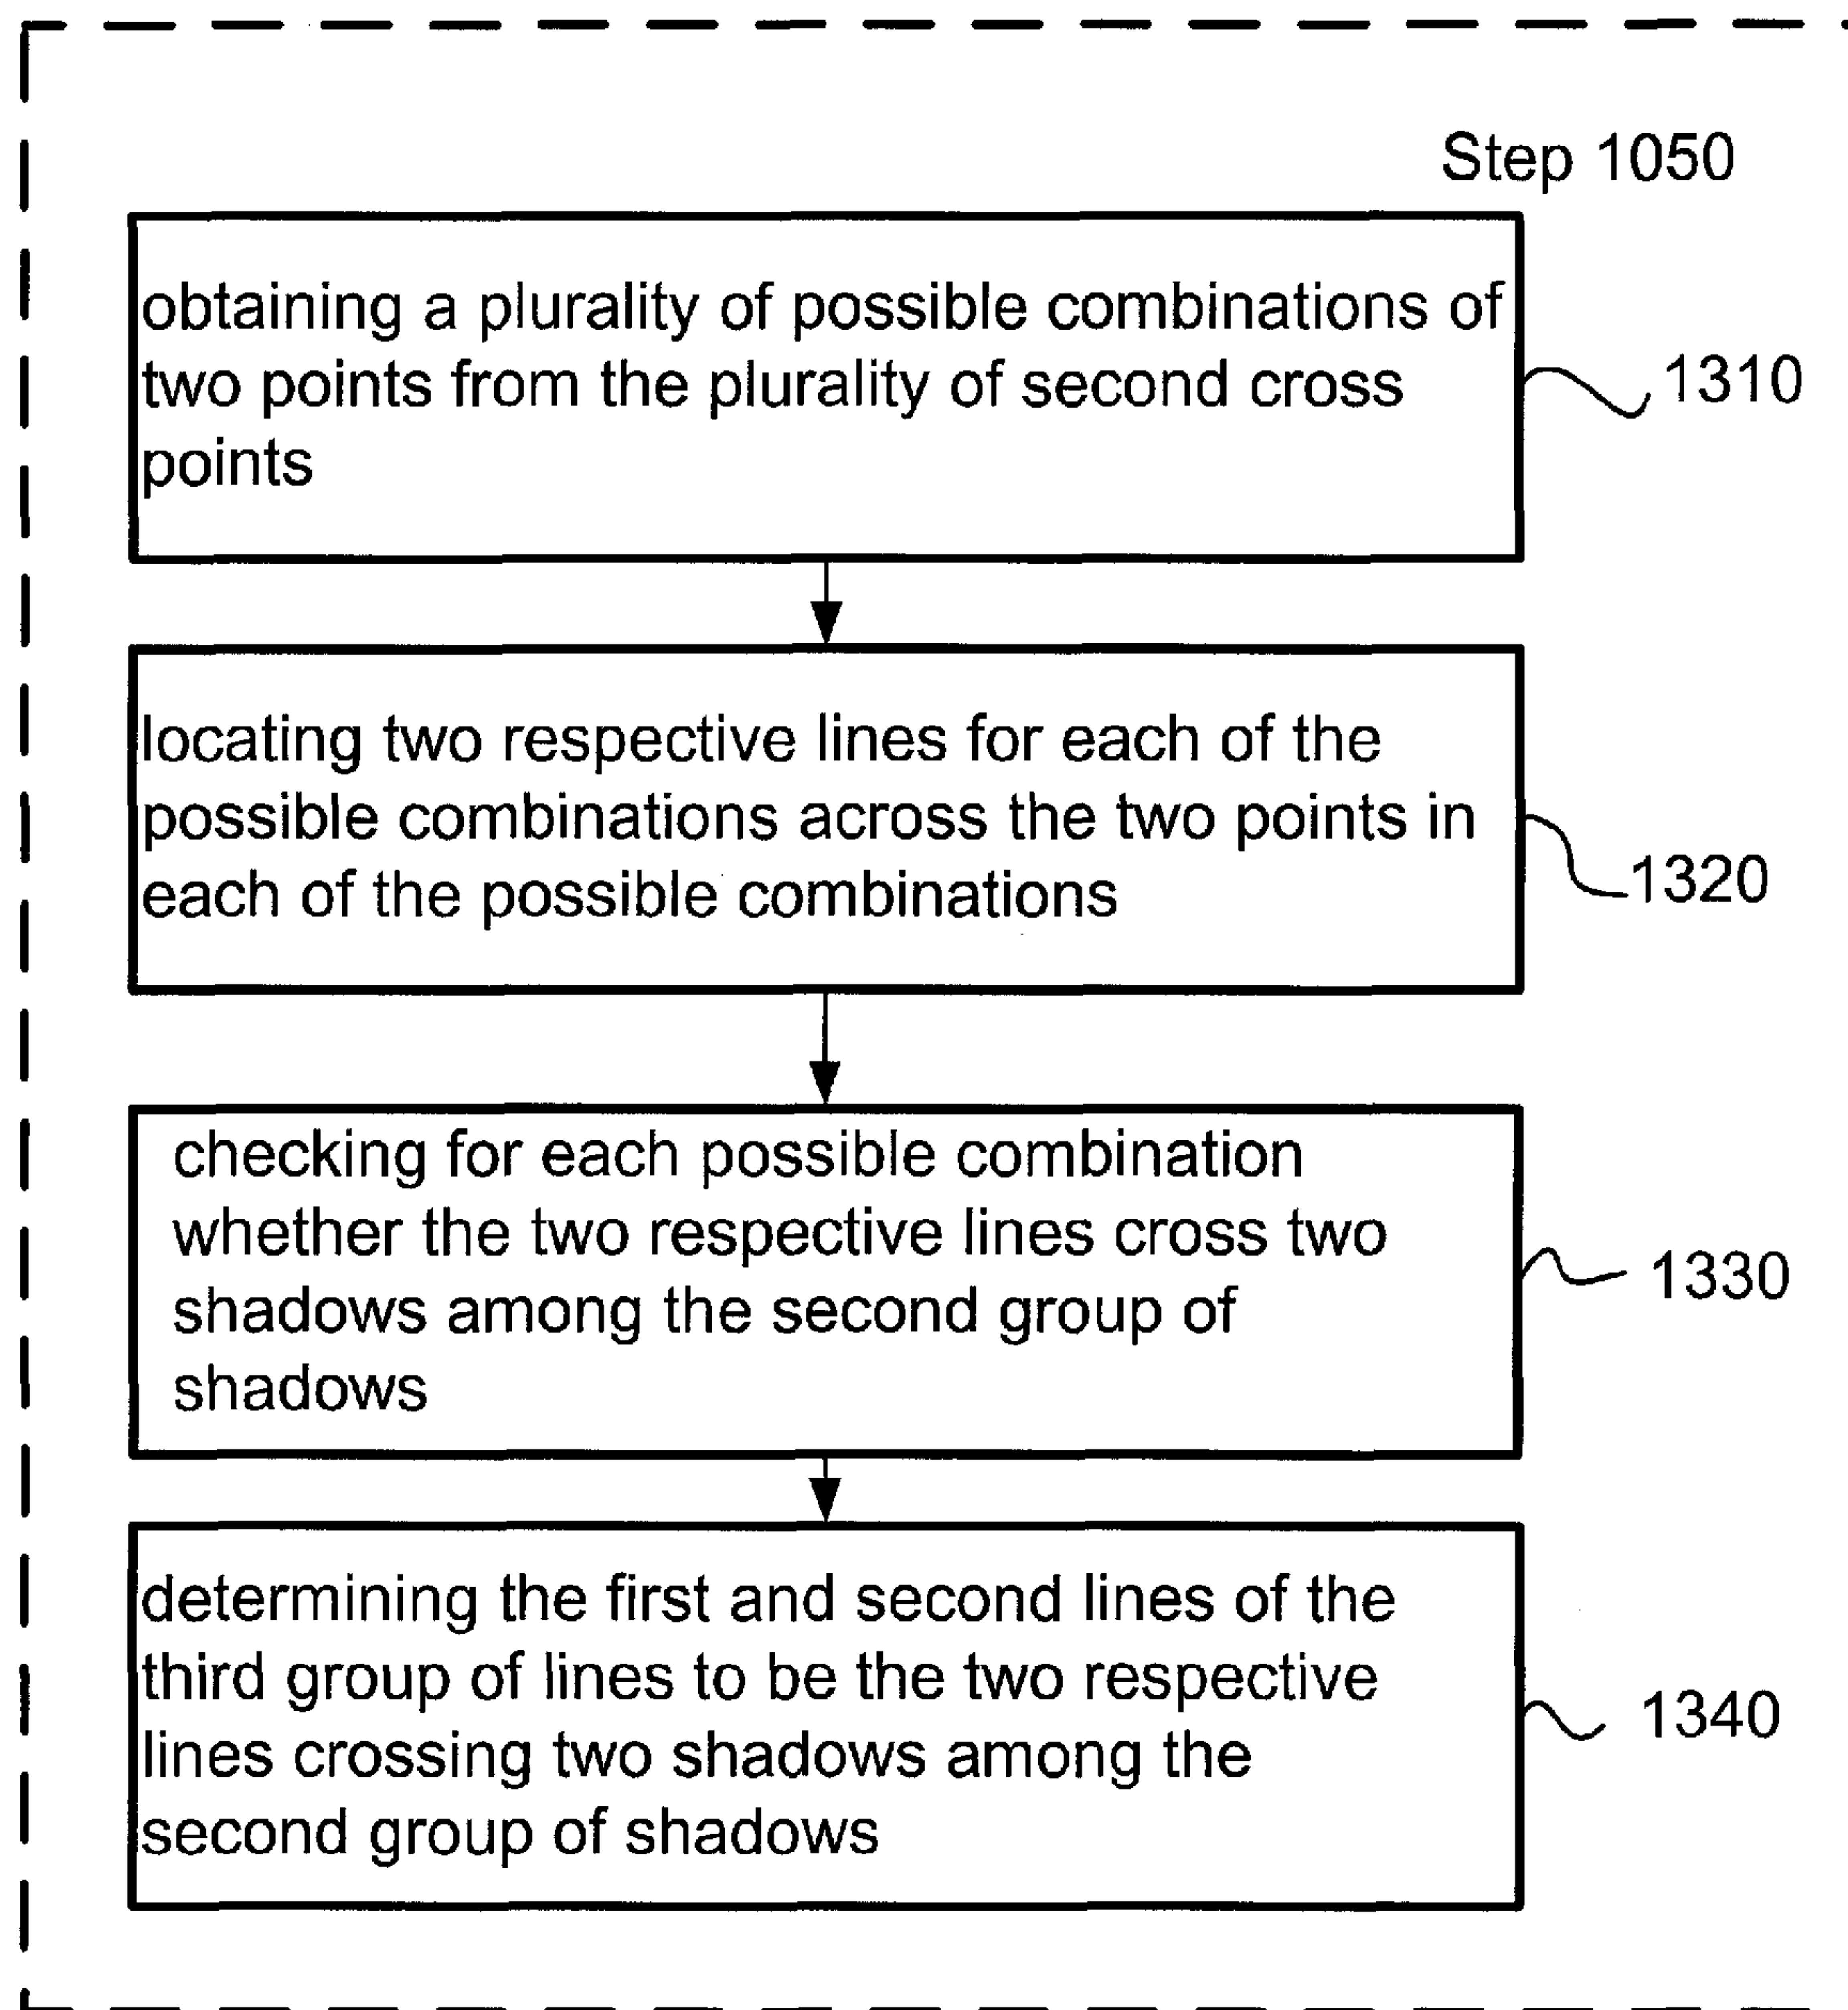 Step 1050
obtaining a plurality of possible combinations of
two points from the plurality of second cross
points
1310
locating two respective lines for each of the
possible combinations across the two points in
each of the possible combinations
1320
checking for each possible combination
whether the two respective lines cross two
shadows among the second group of
shadows
1330
determining the first and second lines of the
third group of lines to be the two respective
lines crossing two shadows among the
second group of shadows
1340